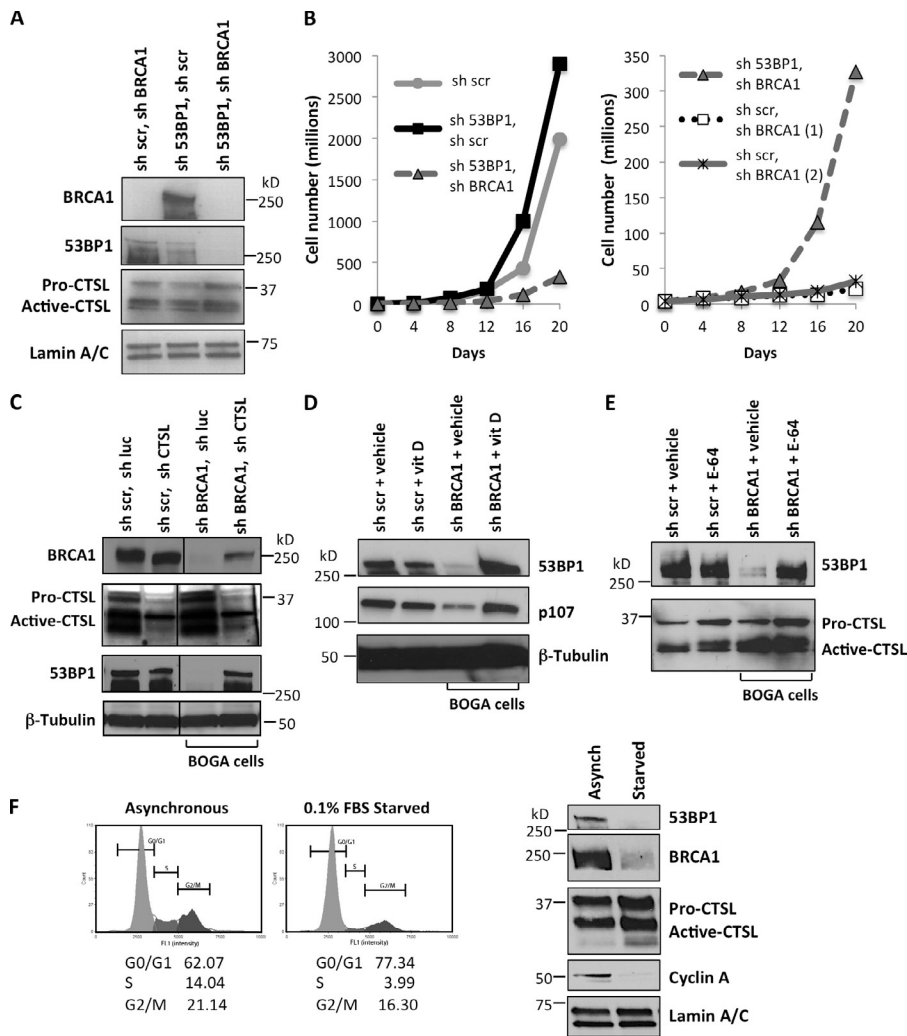 A
sh scr, sh BRCA1
sh 53BP1, sh scr
sh 53BP1, sh BRCA1
kD
BRCA1
250
53BP1
250
Pro-CTSL
37
Active-CTSL
75
Lamin A/C
B
Cell number (millions)
3000
2500
2000
1500
1000
500
0
0 4 8 12 16 20
Days
sh scr
sh 53BP1,
sh scr
sh 53BP1,
sh BRCA1
Cell number (millions)
350
300
250
200
150
100
50
0
0 4 8 12 16 20
Days
sh 53BP1,
sh BRCA1
sh scr,
sh BRCA1 (1)
sh scr,
sh BRCA1 (2)
C
sh scr, sh luc
sh scr, sh CTSL
sh BRCA1, sh luc
sh BRCA1, sh CTSL
kD
BRCA1
250
Pro-CTSL
37
Active-CTSL
53BP1
250
β-Tubulin
50
BOGA cells
D
sh scr + vehicle
sh scr + vit D
sh BRCA1 + vehicle
sh BRCA1 + vit D
kD
53BP1
250
p107
100
50
β-Tubulin
BOGA cells
E
sh scr + vehicle
sh scr + E-64
sh BRCA1 + vehicle
sh BRCA1 + E-64
kD
53BP1
250
37
Pro-CTSL
Active-CTSL
BOGA cells
F
Asynchronous
G0/G1
S
G2/M
Count
FL1 (intensity)
G0/G1 62.07
S 14.04
G2/M 21.14
0.1% FBS Starved
G0/G1
S
G2/M
Count
FL1 (intensity)
77.34
3.99
16.30
Asynch
Starved
kD
53BP1
250
250
BRCA1
37
Pro-CTSL
Active-CTSL
50
Cyclin A
75
Lamin A/C